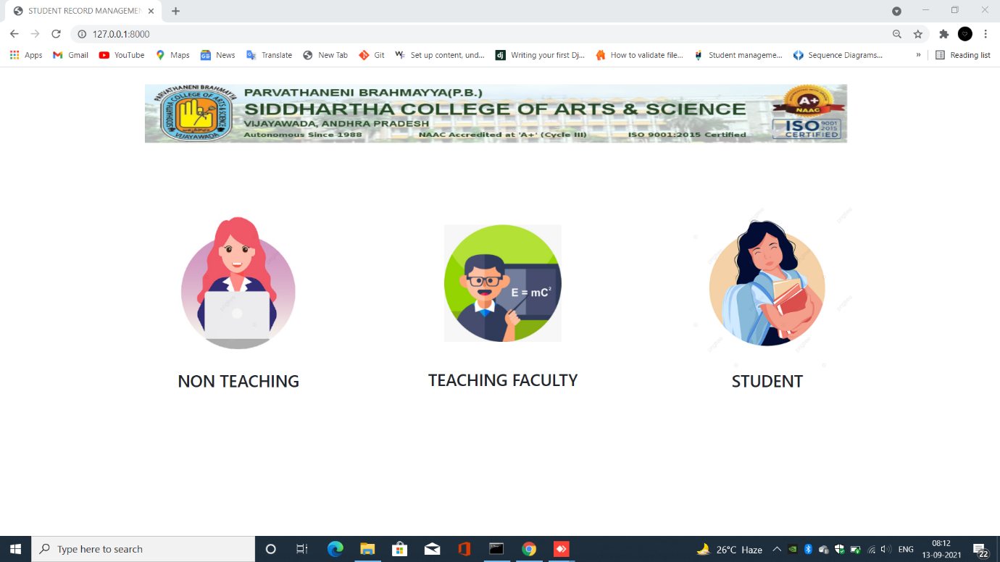 STUDENT RECORD MANAGEMEN
127.0.0.1:8000
Apps Gmail YouTube Maps News Translate New Tab Git Set up content, und... Writing your first Dj... How to validate file... Student manageme... Sequence Diagrams... » Reading list
PARVATHANENI BRAHMAYYA
SIDDHARTHA COLLEGE OF ARTS & SCIENCE
VIJAYAWADA
PARVATHANENI BRAHMAYYA(P.B.)
SIDDHARTHA COLLEGE OF ARTS & SCIENCE
VIJAYAWADA, ANDHRA PRADESH
Autonomous Since 1988 NAAC Accredited at 'A+' (Cycle III) ISO 9001:2015 Certified
A+
NAAC
ISO 9001 2015
CERTIFIED
E = mC²
NON TEACHING
TEACHING FACULTY
STUDENT
Type here to search
26°C Haze
ENG
08:12
13-09-2021
22